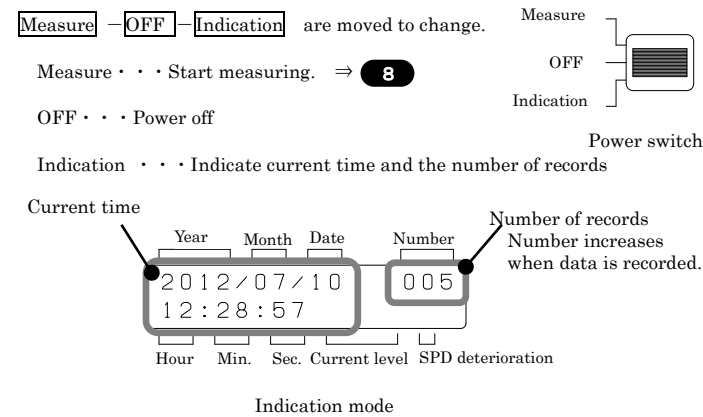 Measure －OFF －Indication are moved to change.
Measure・・・Start measuring. ⇒ 8
OFF・・・Power off
Indication ・・・Indicate current time and the number of records
Measure
OFF
Indication
Power switch
Current time
Number of records
Number increases
when data is recorded.
Year Month Date Number
2012/07/10 005
12:28:57
Hour Min. Sec. Current level SPD deterioration
Indication mode